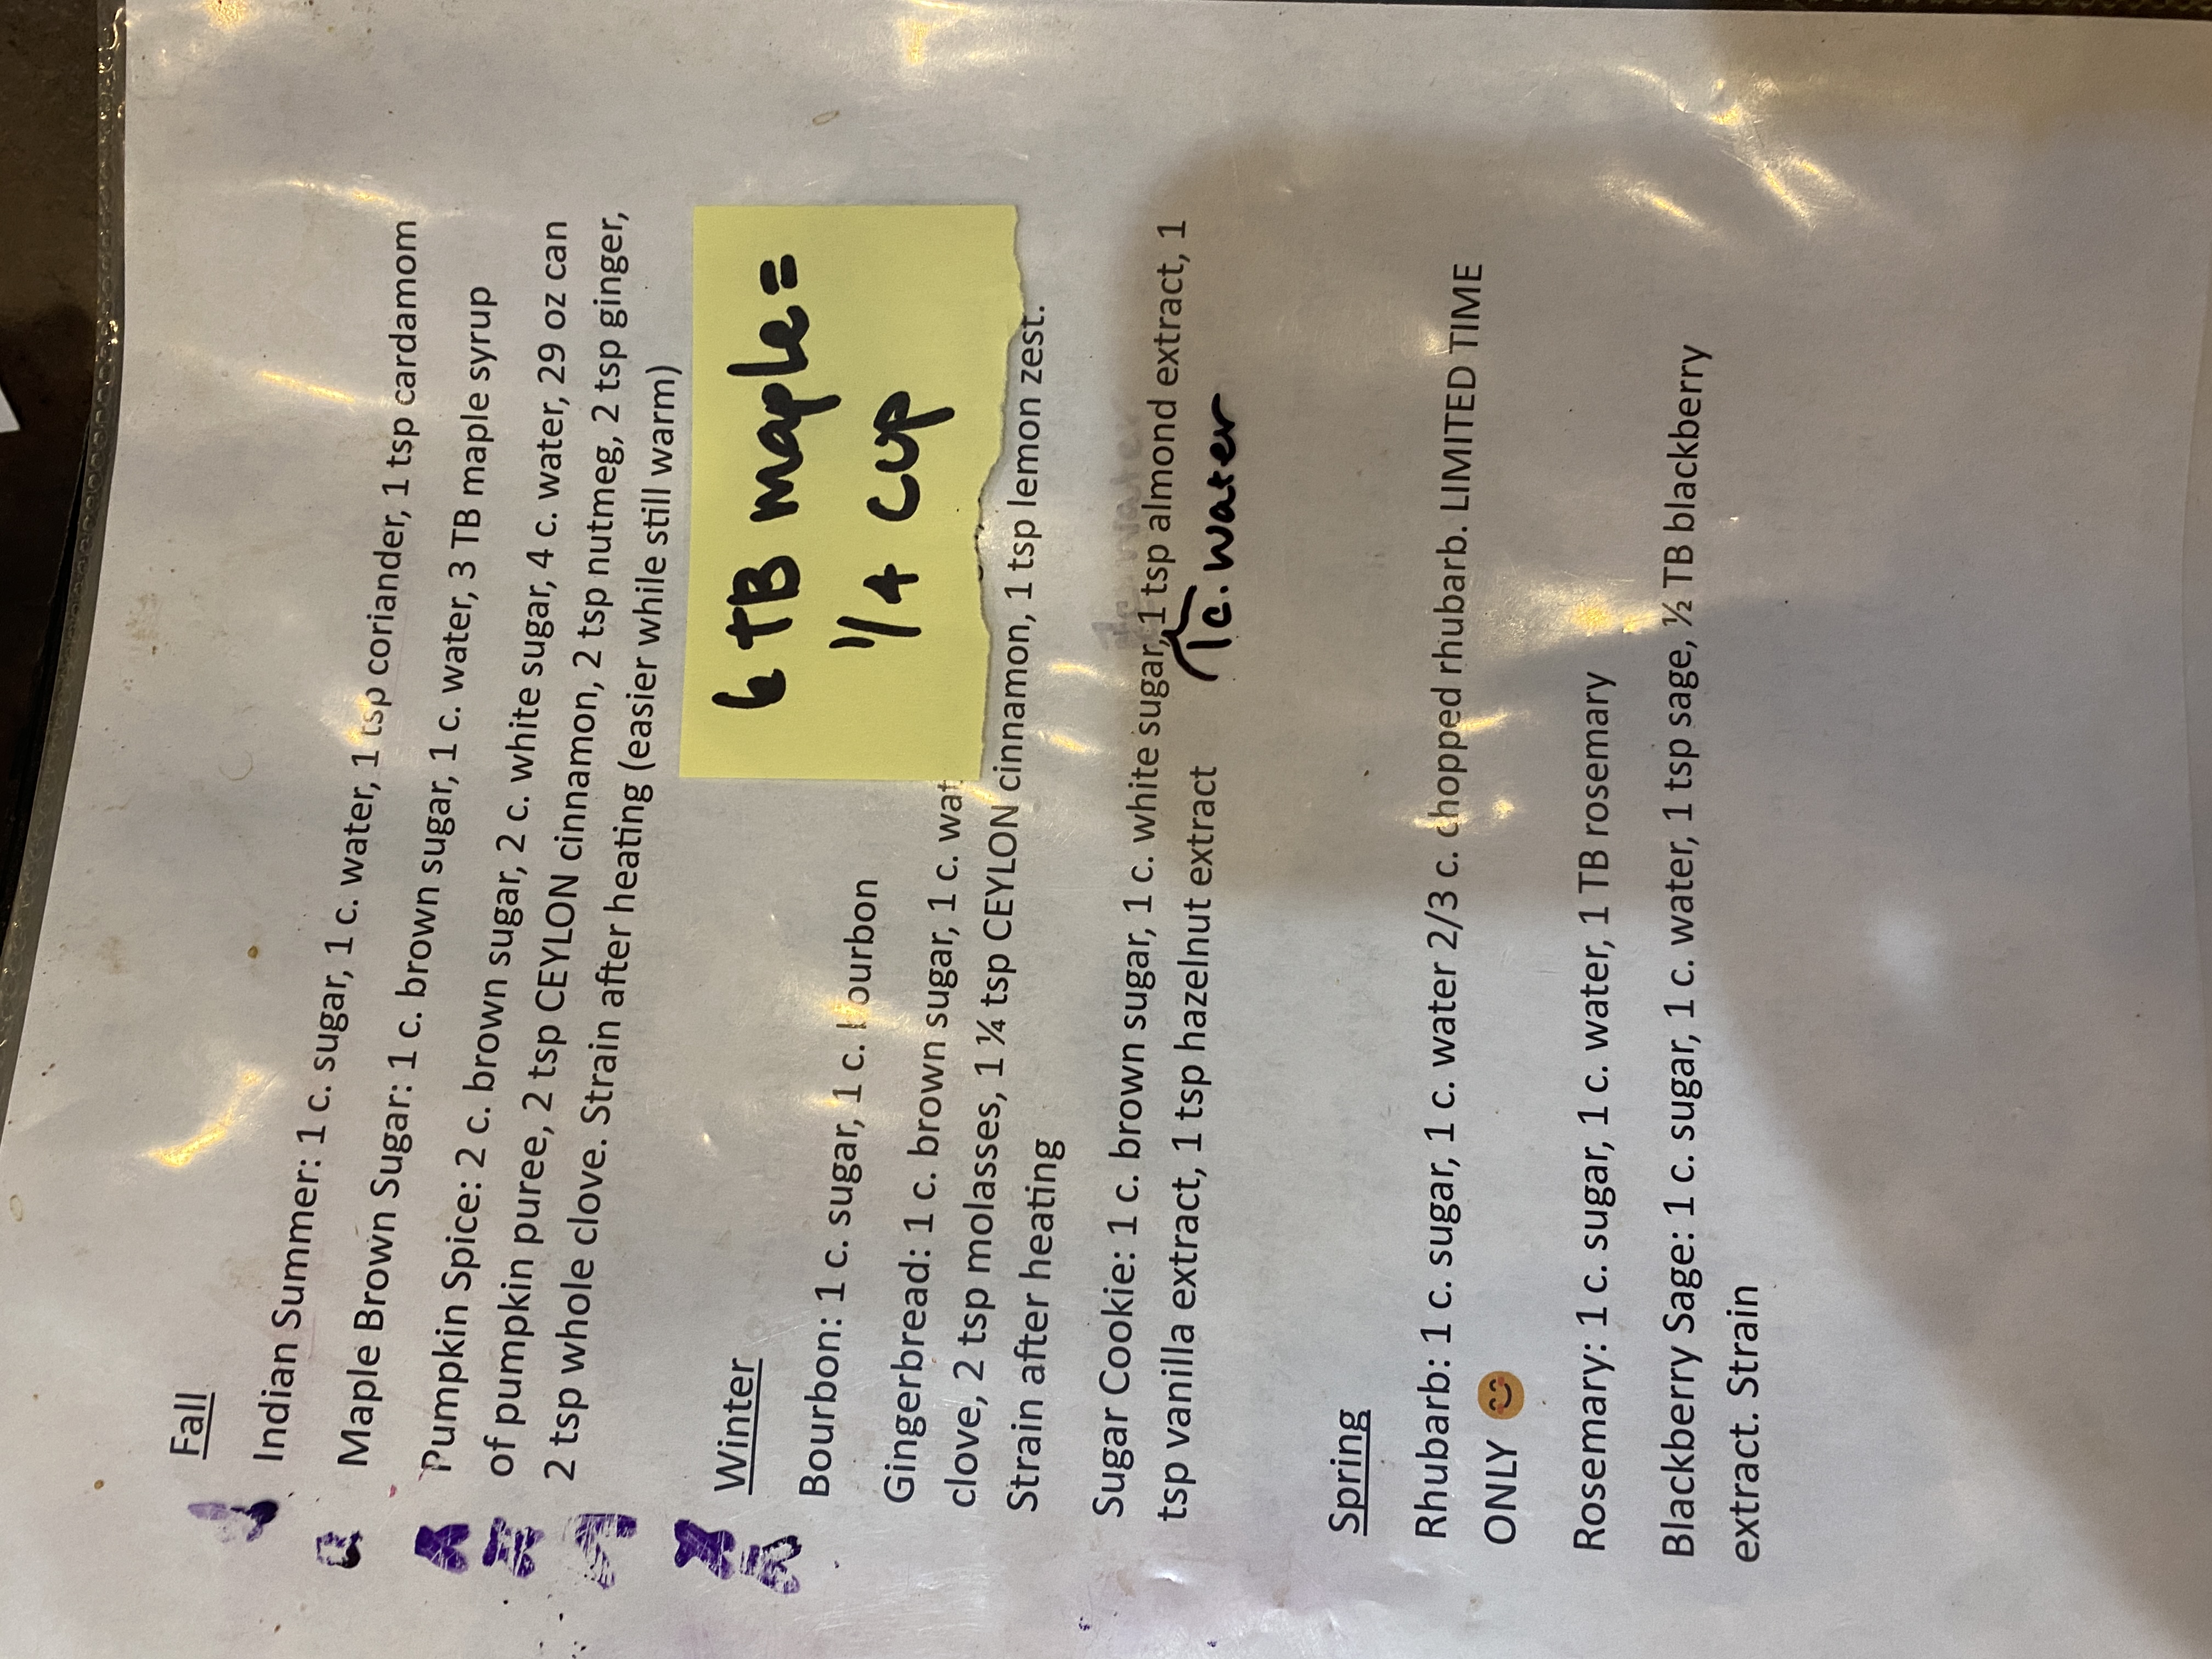 Fall
Indian Summer: 1 c. sugar, 1 c. water, 1 tsp coriander, 1 tsp cardamom
Maple Brown Sugar: 1 c. brown sugar, 1 c. water, 3 TB maple syrup
Pumpkin Spice: 2 c. brown sugar, 2 c. white sugar, 4 c. water, 29 oz can
of pumpkin puree, 2 tsp CEYLON cinnamon, 2 tsp nutmeg, 2 tsp ginger,
2 tsp whole clove. Strain after heating (easier while still warm)
6 TB maple =
1/4 cup
Winter
Bourbon: 1 c. sugar, 1 c. bourbon
Gingerbread: 1 c. brown sugar, 1 c. wat
clove, 2 tsp molasses, 1 ¼ tsp CEYLON cinnamon, 1 tsp lemon zest.
Strain after heating
Sugar Cookie: 1 c. brown sugar, 1 c. white sugar, 1 tsp almond extract, 1
1 c. water
tsp vanilla extract, 1 tsp hazelnut extract
Spring
Rhubarb: 1 c. sugar, 1 c. water 2/3 c. chopped rhubarb. LIMITED TIME
ONLY 😊
Rosemary: 1 c. sugar, 1 c. water, 1 TB rosemary
Blackberry Sage: 1 c. sugar, 1 c. water, 1 tsp sage, ½ TB blackberry
extract. Strain